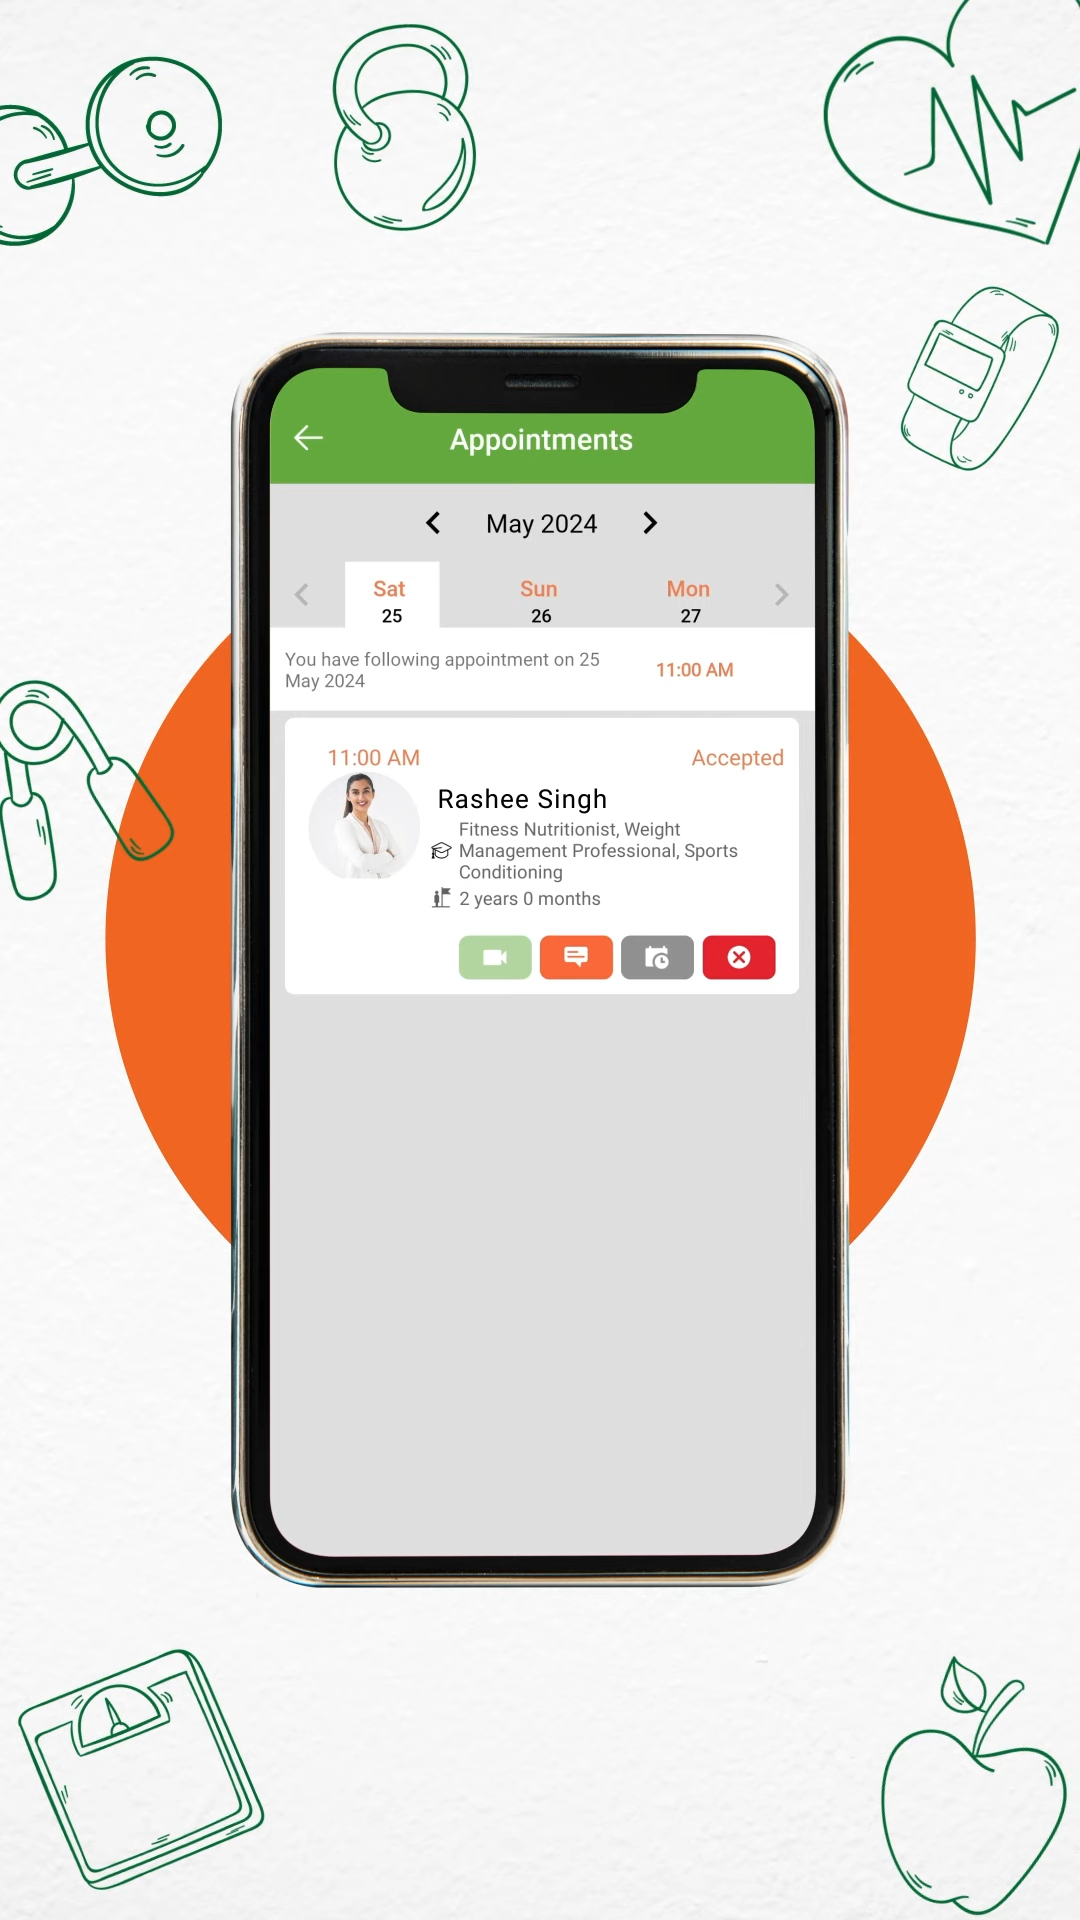 Appointments
May 2024
Sat
Sun
Mon
25
26
27
You have following appointment on 25
May 2024
11:00 AM
11:00 AM
Accepted
Rashee Singh
Fitness Nutritionist, Weight
Management Professional, Sports
Conditioning
2 years 0 months